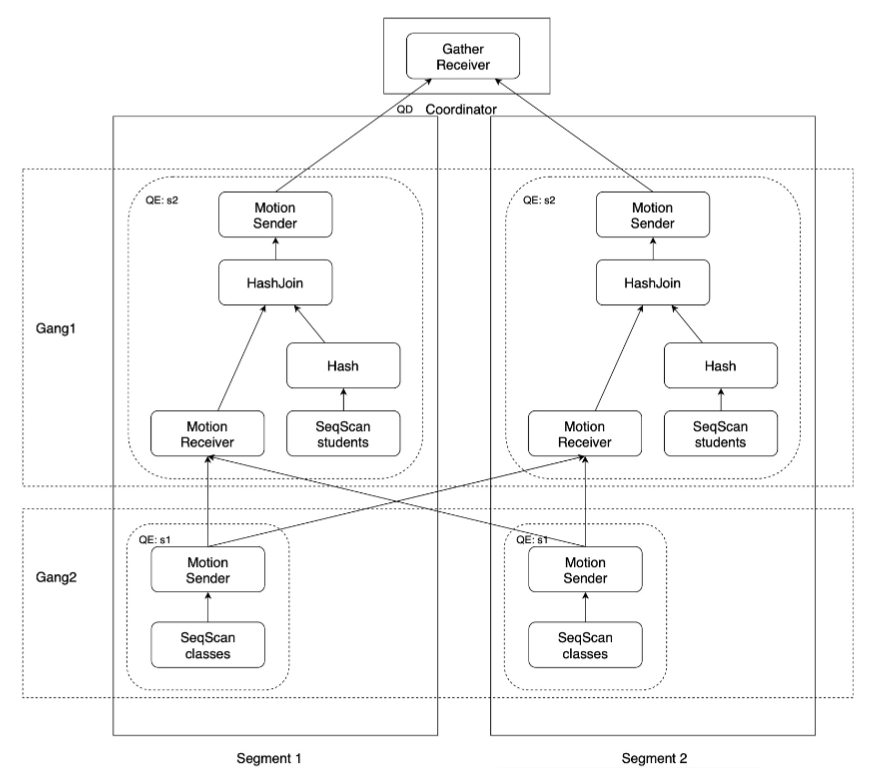 Gather
Receiver
QD Coordinator
QE: s2
Motion
Sender
HashJoin
Hash
Motion
Receiver
SeqScan
students
QE: s2
Motion
Sender
HashJoin
Hash
Motion
Receiver
SeqScan
students
Gang1
QE: s1
Motion
Sender
SeqScan
classes
QE: s1
Motion
Sender
SeqScan
classes
Gang2
Segment 1
Segment 2